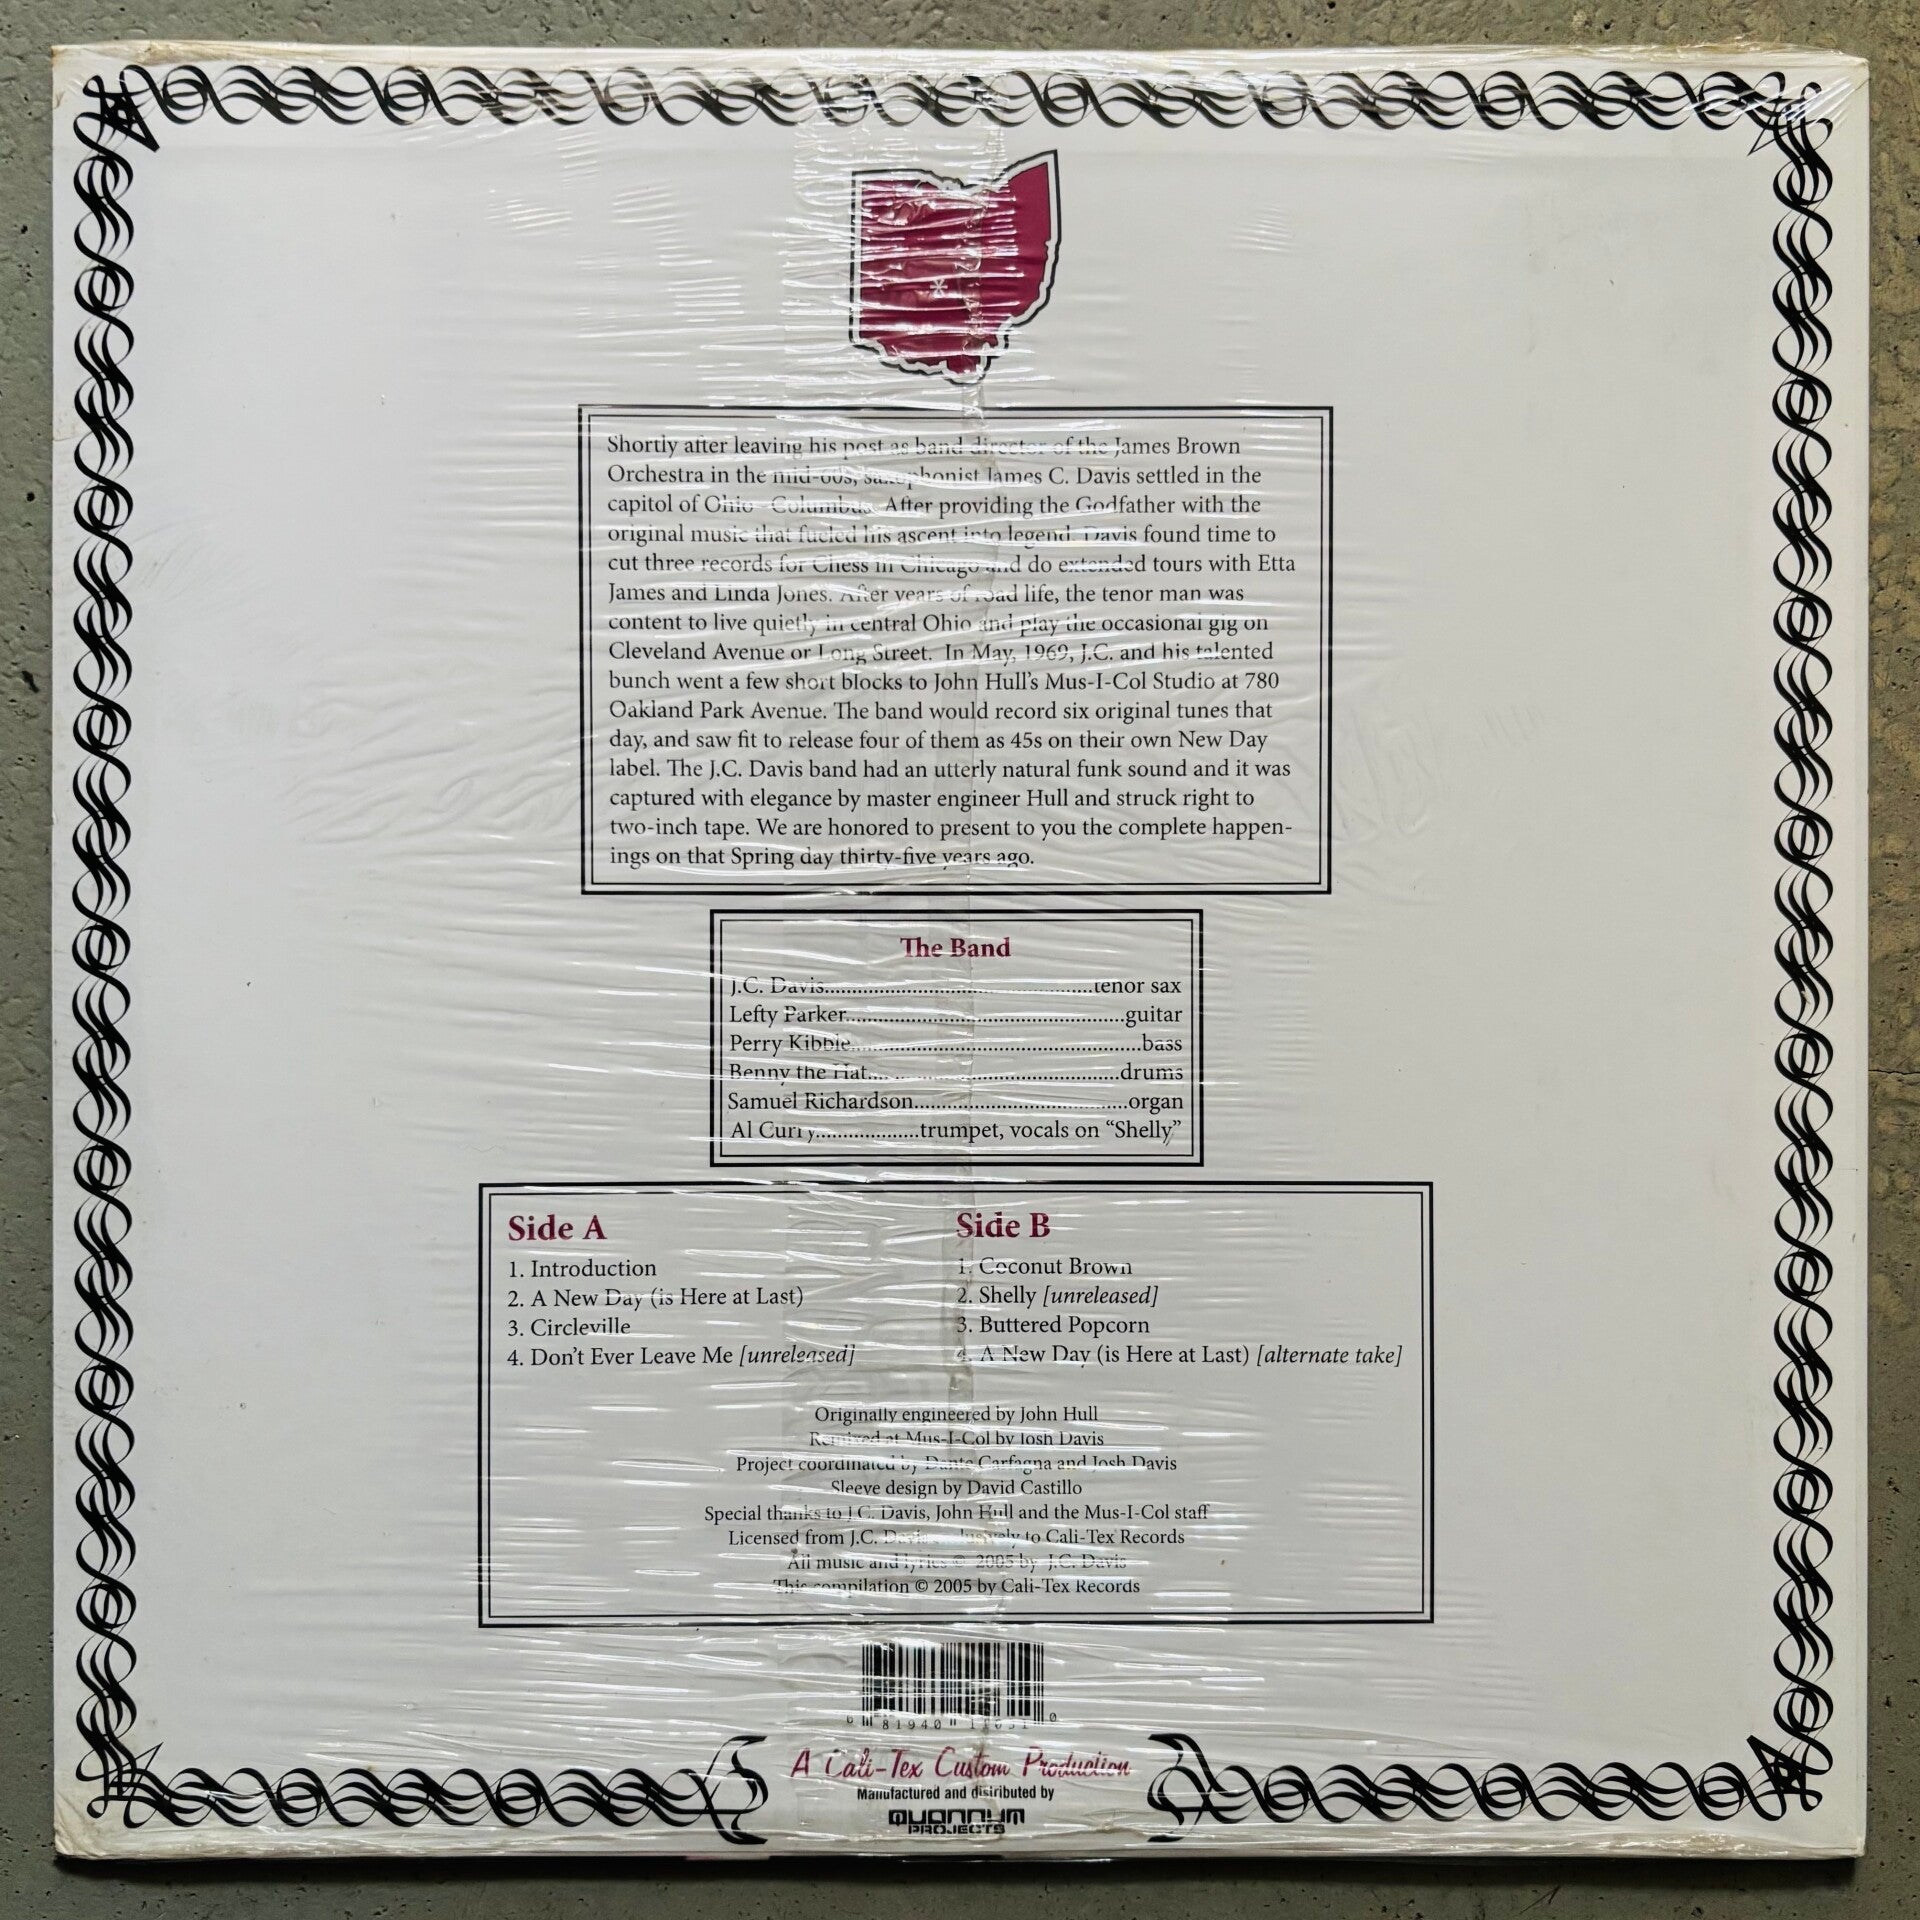 *
Shortly after leaving his post as band director of the James Brown
Orchestra in the mid-60s, saxophonist James C. Davis settled in the
capitol of Ohio Columbus. After providing the Godfather with the
original music that fueled his ascent into legend. Davis found time to
cut three records for Chess in Chicago and do extended tours with Etta
James and Linda Jones. After years of road life, the tenor man was
content to live quietly in central Ohio and play the occasional gig on
Cleveland Avenue or Long Street. In May, 1969, J.C. and his talented
bunch went a few short blocks to John Hull's Mus-I-Col Studio at 780
Oakland Park Avenue. The band would record six original tunes that
day, and saw fit to release four of them as 45s on their own New Day
label. The J.C. Davis band had an utterly natural funk sound and it was
captured with elegance by master engineer Hull and struck right to
two-inch tape. We are honored to present to you the complete happen-
ings on that Spring day thirty-five years ago.
The Band
J.C. Davis..........................................tenor sax
Lefty Parker............................................guitar
Perry Kibble..............................................bass
Benny the Hat........................................drums
Samuel Richardson..................................organ
Al Curry...................trumpet, vocals on “Shelly”
Side A
1. Introduction
2. A New Day (is Here at Last)
3. Circleville
4. Don't Ever Leave Me [unreleased]
Side B
1. Coconut Brown
2. Shelly [unreleased]
3. Buttered Popcorn
4. A New Day (is Here at Last) [alternate take]
Originally engineered by John Hull
Remixed at Mus-I-Col by Josh Davis
Project coordinated by Dante Carfagna and Josh Davis
Sleeve design by David Castillo
Special thanks to J.C. Davis, John Hull and the Mus-I-Col staff
Licensed from J.C. Davis exclusively to Cali-Tex Records
All music and lyrics © 2005 by J.C. Davis
This compilation © 2005 by Cali-Tex Records
6 81940 11031 0
A Cali-Tex Custom Production
Manufactured and distributed by
QUANNUM
PROJECTS